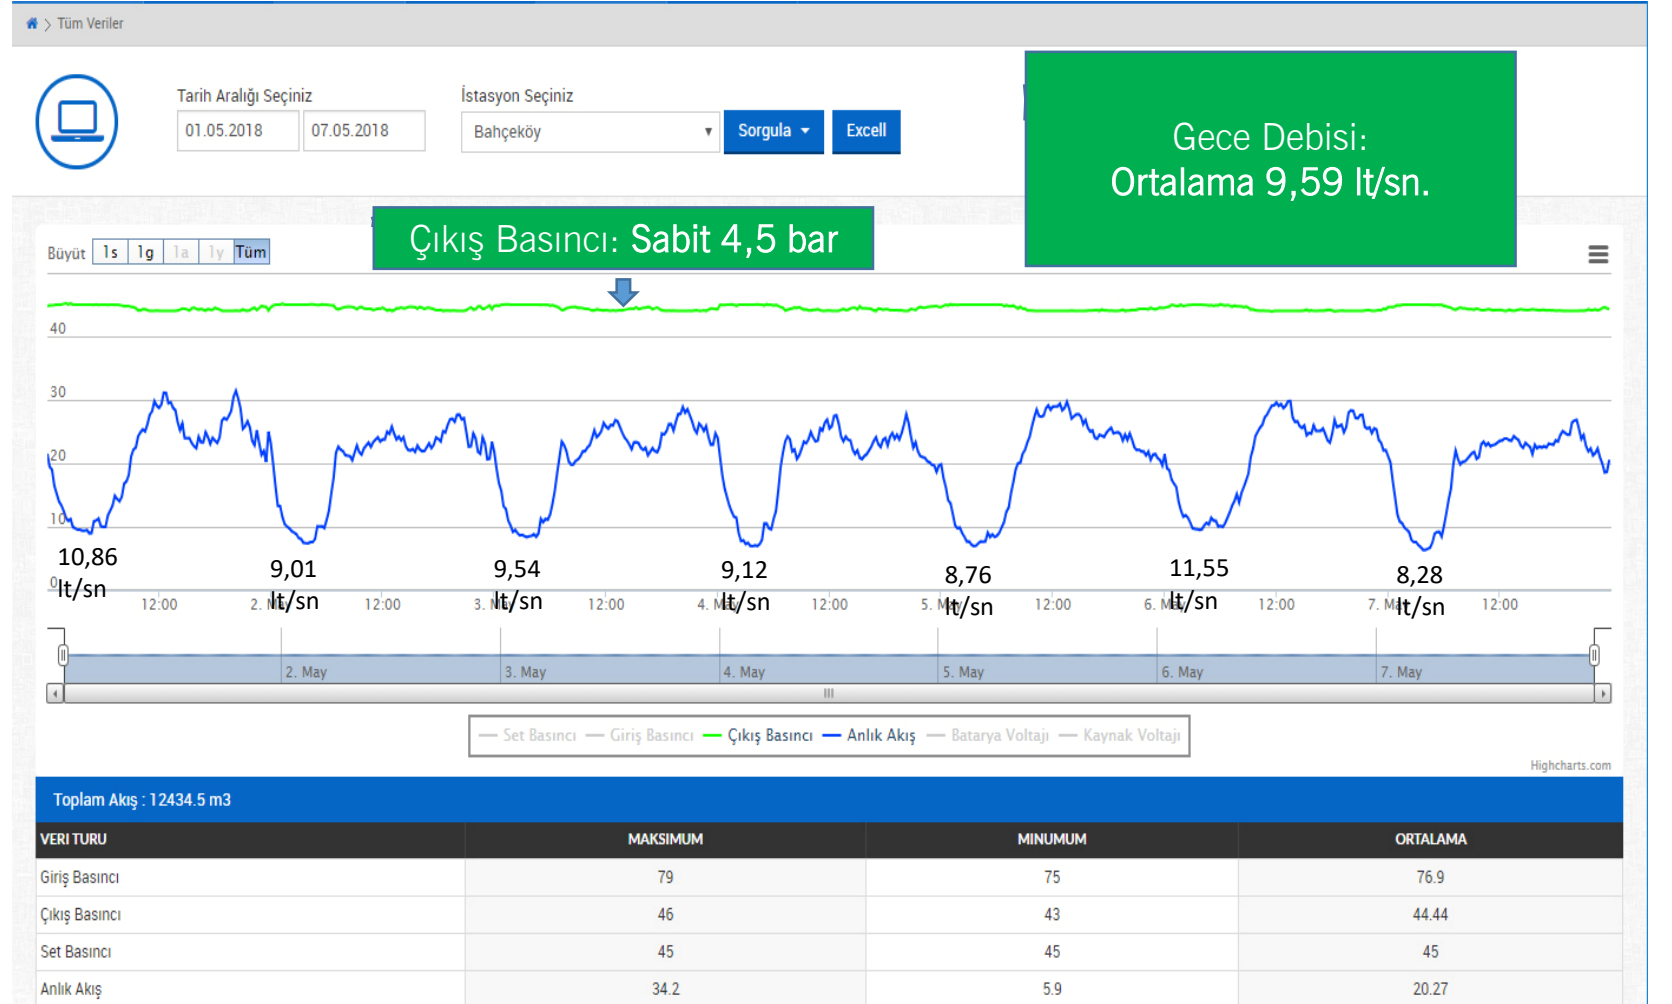 Tüm Veriler
Tarih Aralığı Seçiniz
İstasyon Seçiniz
01.05.2018
07.05.2018
Bahçeköy
Sorgula
Excell
Gece Debisi:
Ortalama 9,59 lt/sn.
Çıkış Basıncı: Sabit 4,5 bar
Büyüt 1s 1g 1a 1y Tüm
40
30
20
10
0
10,86
lt/sn
9,01
lt/sn
9,54
lt/sn
9,12
lt/sn
8,76
lt/sn
11,55
lt/sn
8,28
lt/sn
12:00 2. May 12:00 3. May 12:00 4. May 12:00 5. May 12:00 6. May 12:00 7. May 12:00
2. May 3. May 4. May 5. May 6. May 7. May
Set Basıncı Giriş Basıncı Çıkış Basıncı Anlık Akış Batarya Voltajı Kaynak Voltajı
Highcharts.com
Toplam Akış : 12434.5 m3
VERI TURU MAKSIMUM MINUMUM ORTALAMA
Giriş Basıncı 79 75 76.9
Çıkış Basıncı 46 43 44.44
Set Basıncı 45 45 45
Anlık Akış 34.2 5.9 20.27